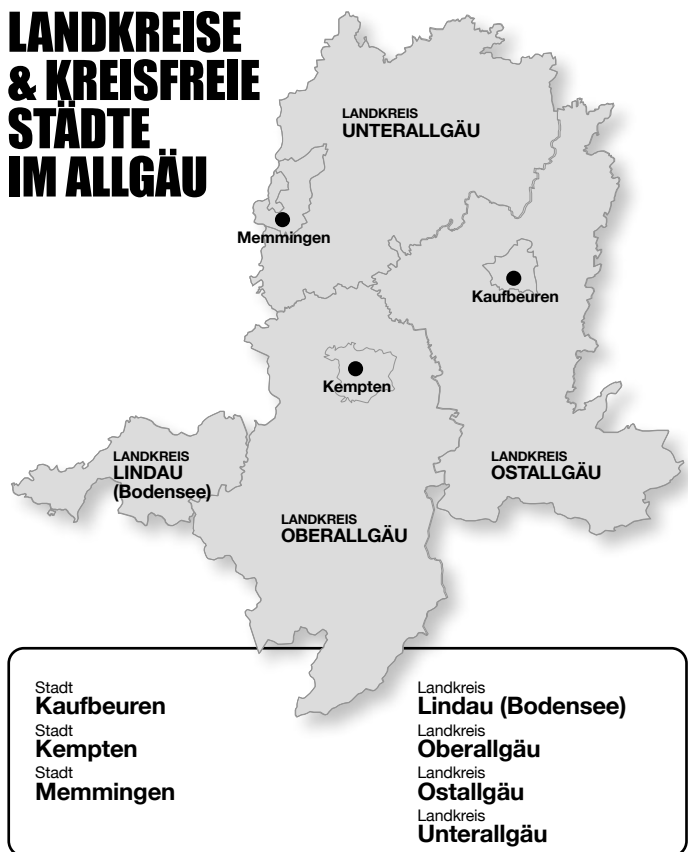 LANDKREISE
& KREISFREIE
STÄDTE
IM ALLGÄU
LANDKREIS
UNTERALLGÄU
Memmingen
Kaufbeuren
Kempten
LANDKREIS
LINDAU
(Bodensee)
LANDKREIS
OSTALLGÄU
LANDKREIS
OBERALLGÄU
Stadt
Kaufbeuren
Stadt
Kempten
Stadt
Memmingen
Landkreis
Lindau (Bodensee)
Landkreis
Oberallgäu
Landkreis
Ostallgäu
Landkreis
Unterallgäu